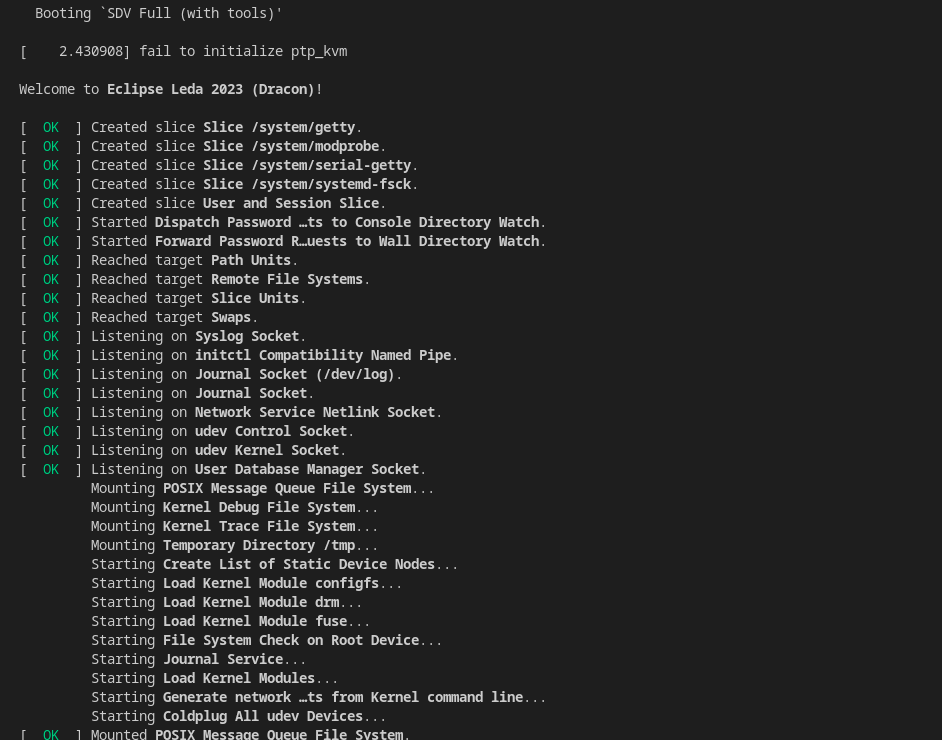 Booting `SDV Full (with tools)'
[    2.430908] fail to initialize ptp_kvm
Welcome to Eclipse Leda 2023 (Dracon)!
[  OK  ] Created slice Slice /system/getty.
[  OK  ] Created slice Slice /system/modprobe.
[  OK  ] Created slice Slice /system/serial-getty.
[  OK  ] Created slice Slice /system/systemd-fsck.
[  OK  ] Created slice User and Session Slice.
[  OK  ] Started Dispatch Password …ts to Console Directory Watch.
[  OK  ] Started Forward Password R…uests to Wall Directory Watch.
[  OK  ] Reached target Path Units.
[  OK  ] Reached target Remote File Systems.
[  OK  ] Reached target Slice Units.
[  OK  ] Reached target Swaps.
[  OK  ] Listening on Syslog Socket.
[  OK  ] Listening on initctl Compatibility Named Pipe.
[  OK  ] Listening on Journal Socket (/dev/log).
[  OK  ] Listening on Journal Socket.
[  OK  ] Listening on Network Service Netlink Socket.
[  OK  ] Listening on udev Control Socket.
[  OK  ] Listening on udev Kernel Socket.
[  OK  ] Listening on User Database Manager Socket.
Mounting POSIX Message Queue File System...
Mounting Kernel Debug File System...
Mounting Kernel Trace File System...
Mounting Temporary Directory /tmp...
Starting Create List of Static Device Nodes...
Starting Load Kernel Module configfs...
Starting Load Kernel Module drm...
Starting Load Kernel Module fuse...
Starting File System Check on Root Device...
Starting Journal Service...
Starting Load Kernel Modules...
Starting Generate network …ts from Kernel command line...
Starting Coldplug All udev Devices...
[  OK  ] Mounted POSIX Message Queue File System.